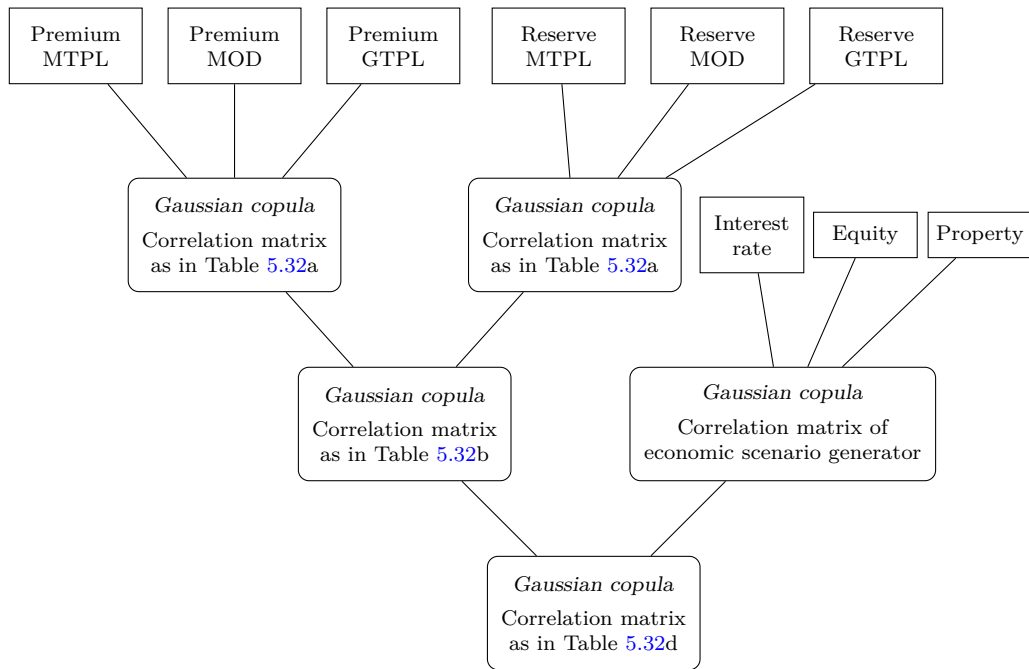 Premium
MTPL
Premium
MOD
Premium
GTPL
Reserve
MTPL
Reserve
MOD
Reserve
GTPL
Gaussian copula
Correlation matrix
as in Table 5.32a
Gaussian copula
Correlation matrix
as in Table 5.32a
Interest
rate
Equity
Property
Gaussian copula
Correlation matrix
as in Table 5.32b
Gaussian copula
Correlation matrix of
economic scenario generator
Gaussian copula
Correlation matrix
as in Table 5.32d